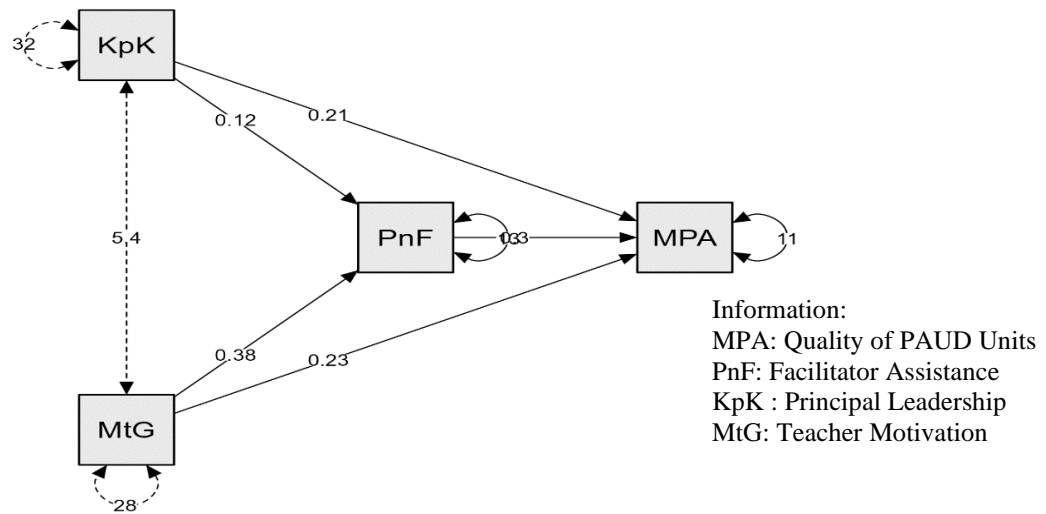 32
KpK
0.12
0.21
5.4
PnF
MPA
11
0.38
0.23
MtG
28
Information:
MPA: Quality of PAUD Units
PnF: Facilitator Assistance
KpK : Principal Leadership
MtG: Teacher Motivation